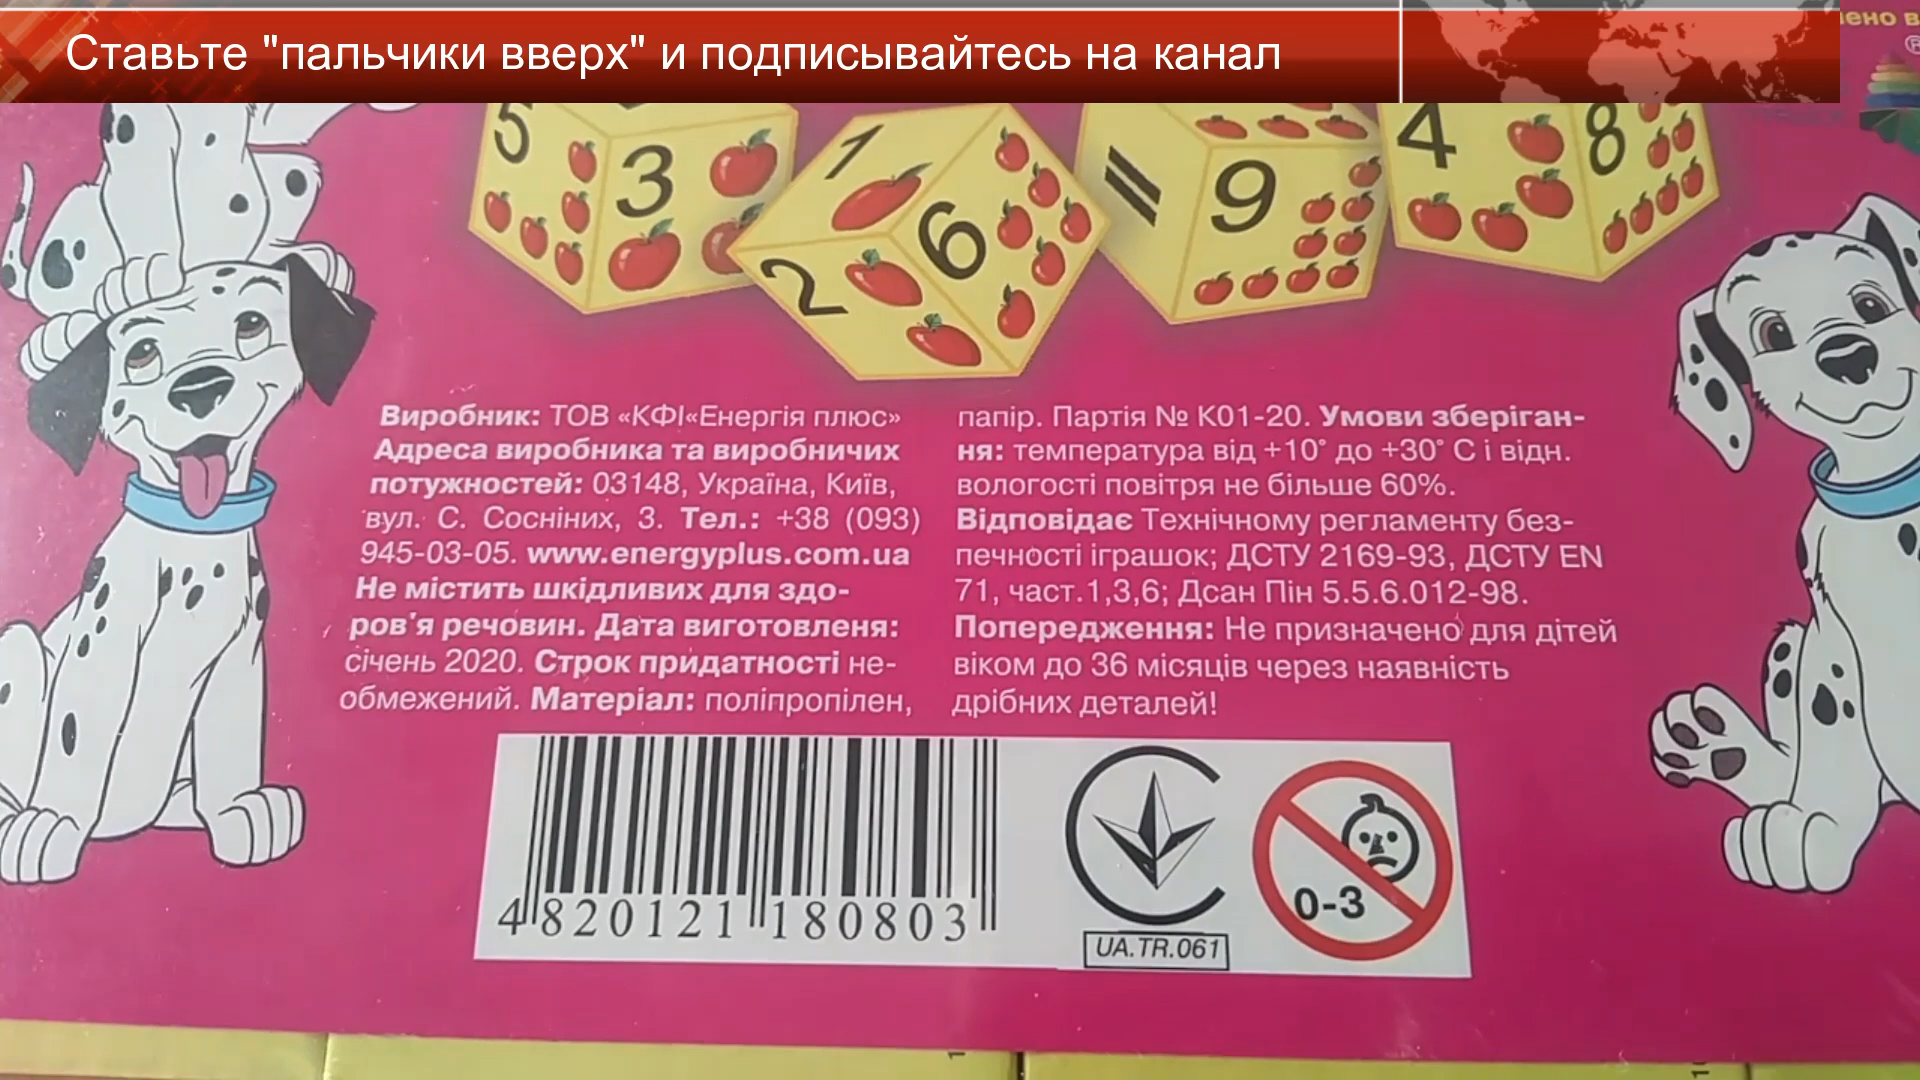 Ставьте "пальчики вверх" и подписывайтесь на канал
5 3 1 2 6 = 9 4 8
Виробник: ТОВ «КФІ«Енергія плюс»
Адреса виробника та виробничих
потужностей: 03148, Україна, Київ,
вул. С. Сосніних, 3. Тел.: +38 (093)
945-03-05. www.energyplus.com.ua
Не містить шкідливих для здо-
ров'я речовин. Дата виготовленя:
січень 2020. Строк придатності не-
обмежений. Матеріал: поліпропілен,
папір. Партія № К01-20. Умови зберіган-
ня: температура від +10° до +30° С і відн.
вологості повітря не більше 60%.
Відповідає Технічному регламенту без-
печності іграшок; ДСТУ 2169-93, ДСТУ EN
71, част.1,3,6; Дсан Пін 5.5.6.012-98.
Попередження: Не призначено для дітей
віком до 36 місяців через наявність
дрібних деталей!
4 820121 180803
UA.TR.061
0-3